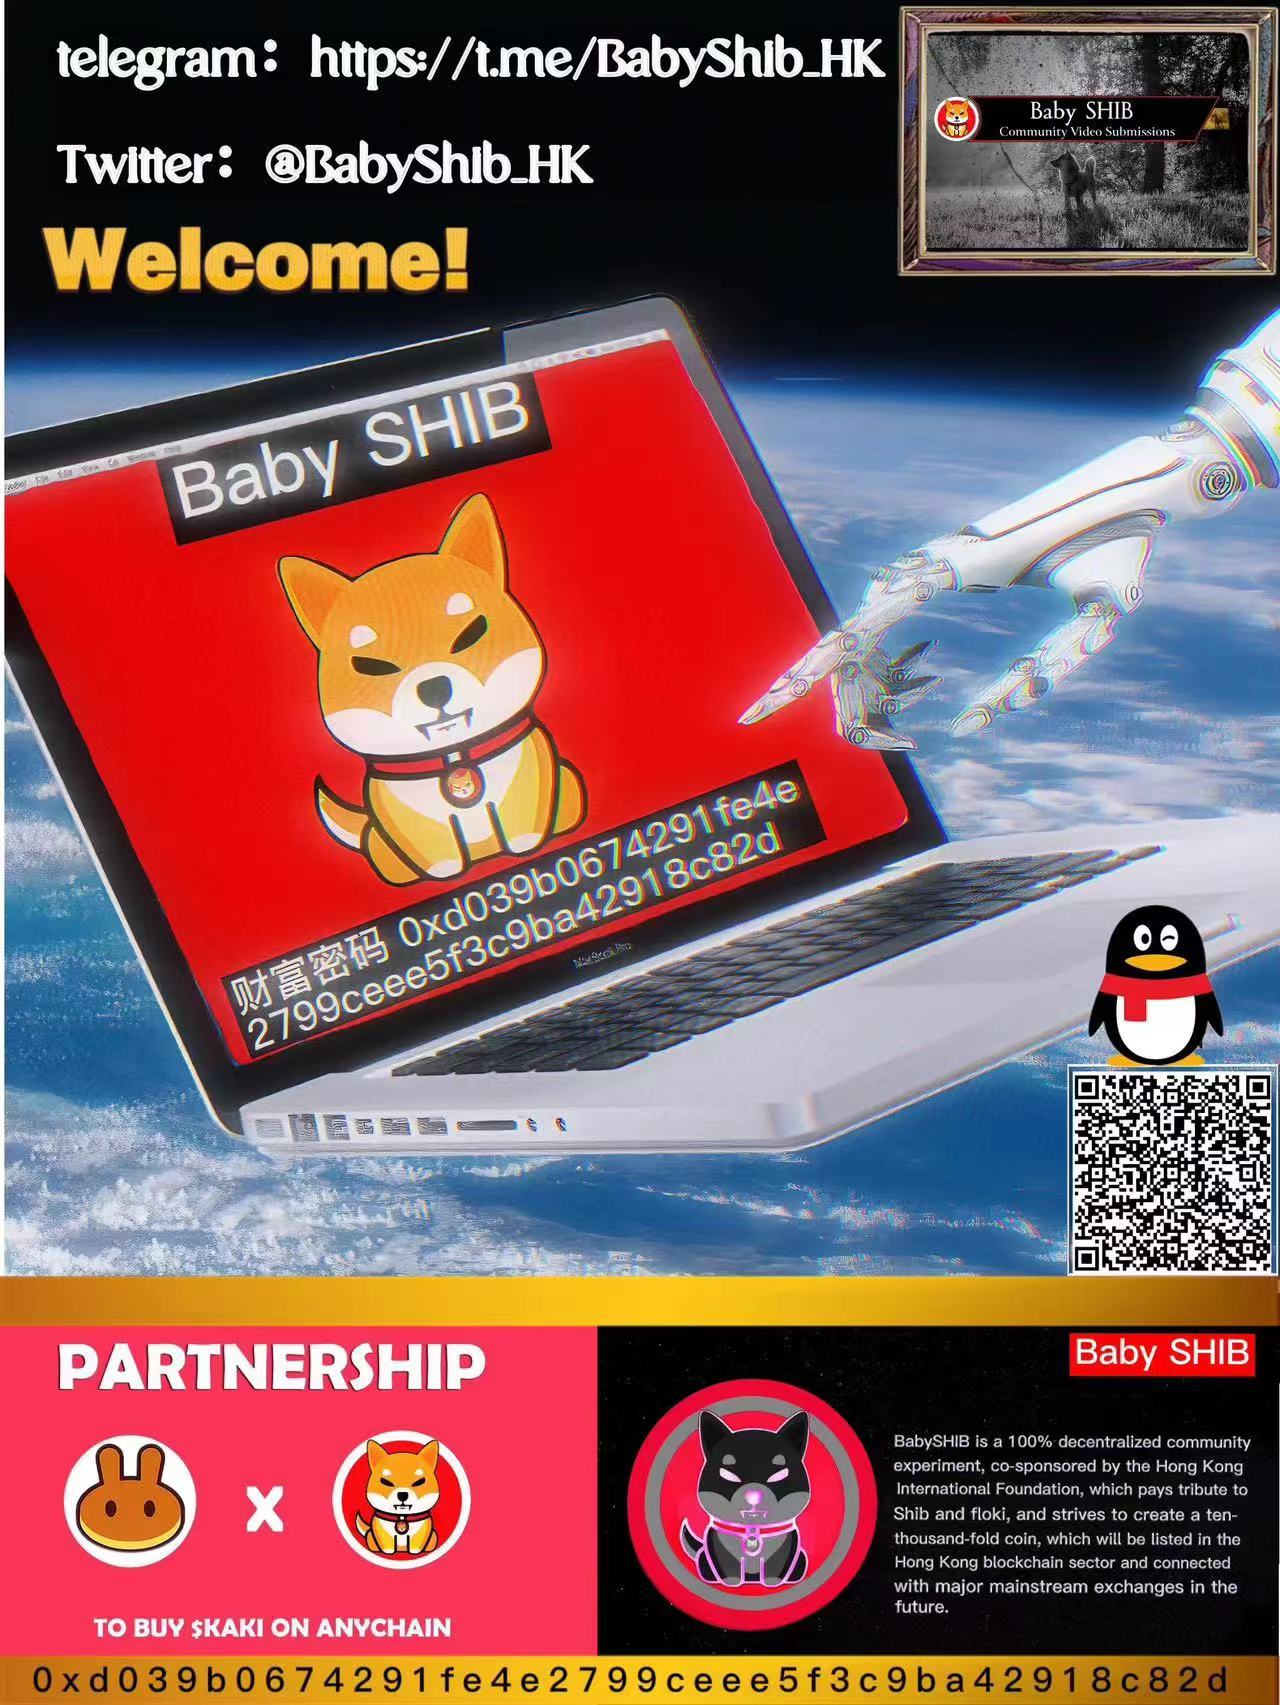 telegram：https://t.me/BabyShib_HK
Baby SHIB
Community Video Submissions
Twitter：@BabyShib_HK
Welcome!
Baby SHIB
财富密码 0xd039b0674291fe4e
2799ceee5f3c9ba42918c82d
PARTNERSHIP
X
TO BUY $KAKI ON ANYCHAIN
Baby SHIB
BabySHIB is a 100% decentralized community
experiment, co-sponsored by the Hong Kong
International Foundation, which pays tribute to
Shib and floki, and strives to create a ten-
thousand-fold coin, which will be listed in the
Hong Kong blockchain sector and connected
with major mainstream exchanges in the
future.
0xd039b0674291fe4e2799ceee5f3c9ba42918c82d